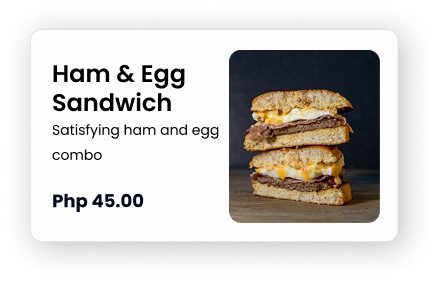 Ham & Egg
Sandwich
Satisfying ham and egg
combo
Php 45.00